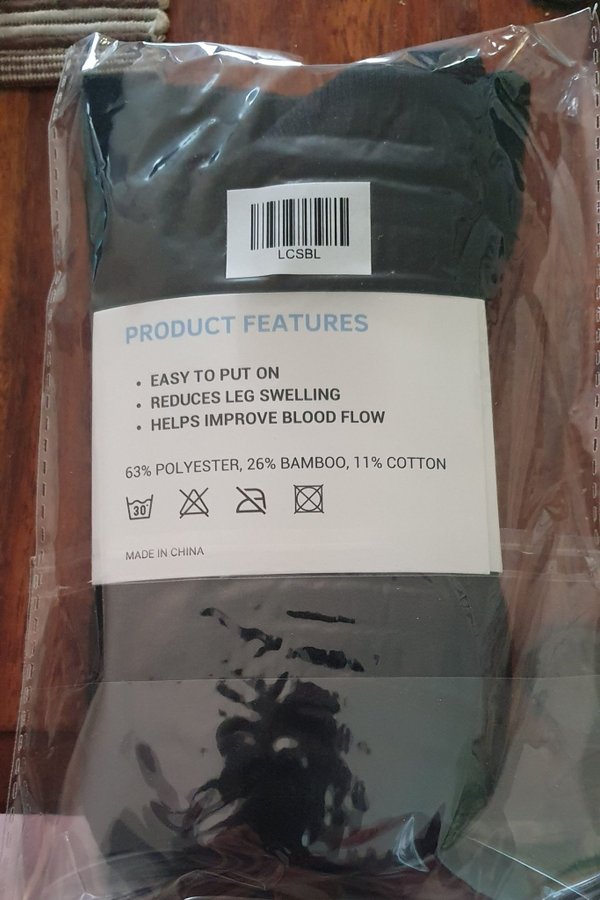 LCSBL
PRODUCT FEATURES
• EASY TO PUT ON
• REDUCES LEG SWELLING
• HELPS IMPROVE BLOOD FLOW
63% POLYESTER, 26% BAMBOO, 11% COTTON
30°
MADE IN CHINA